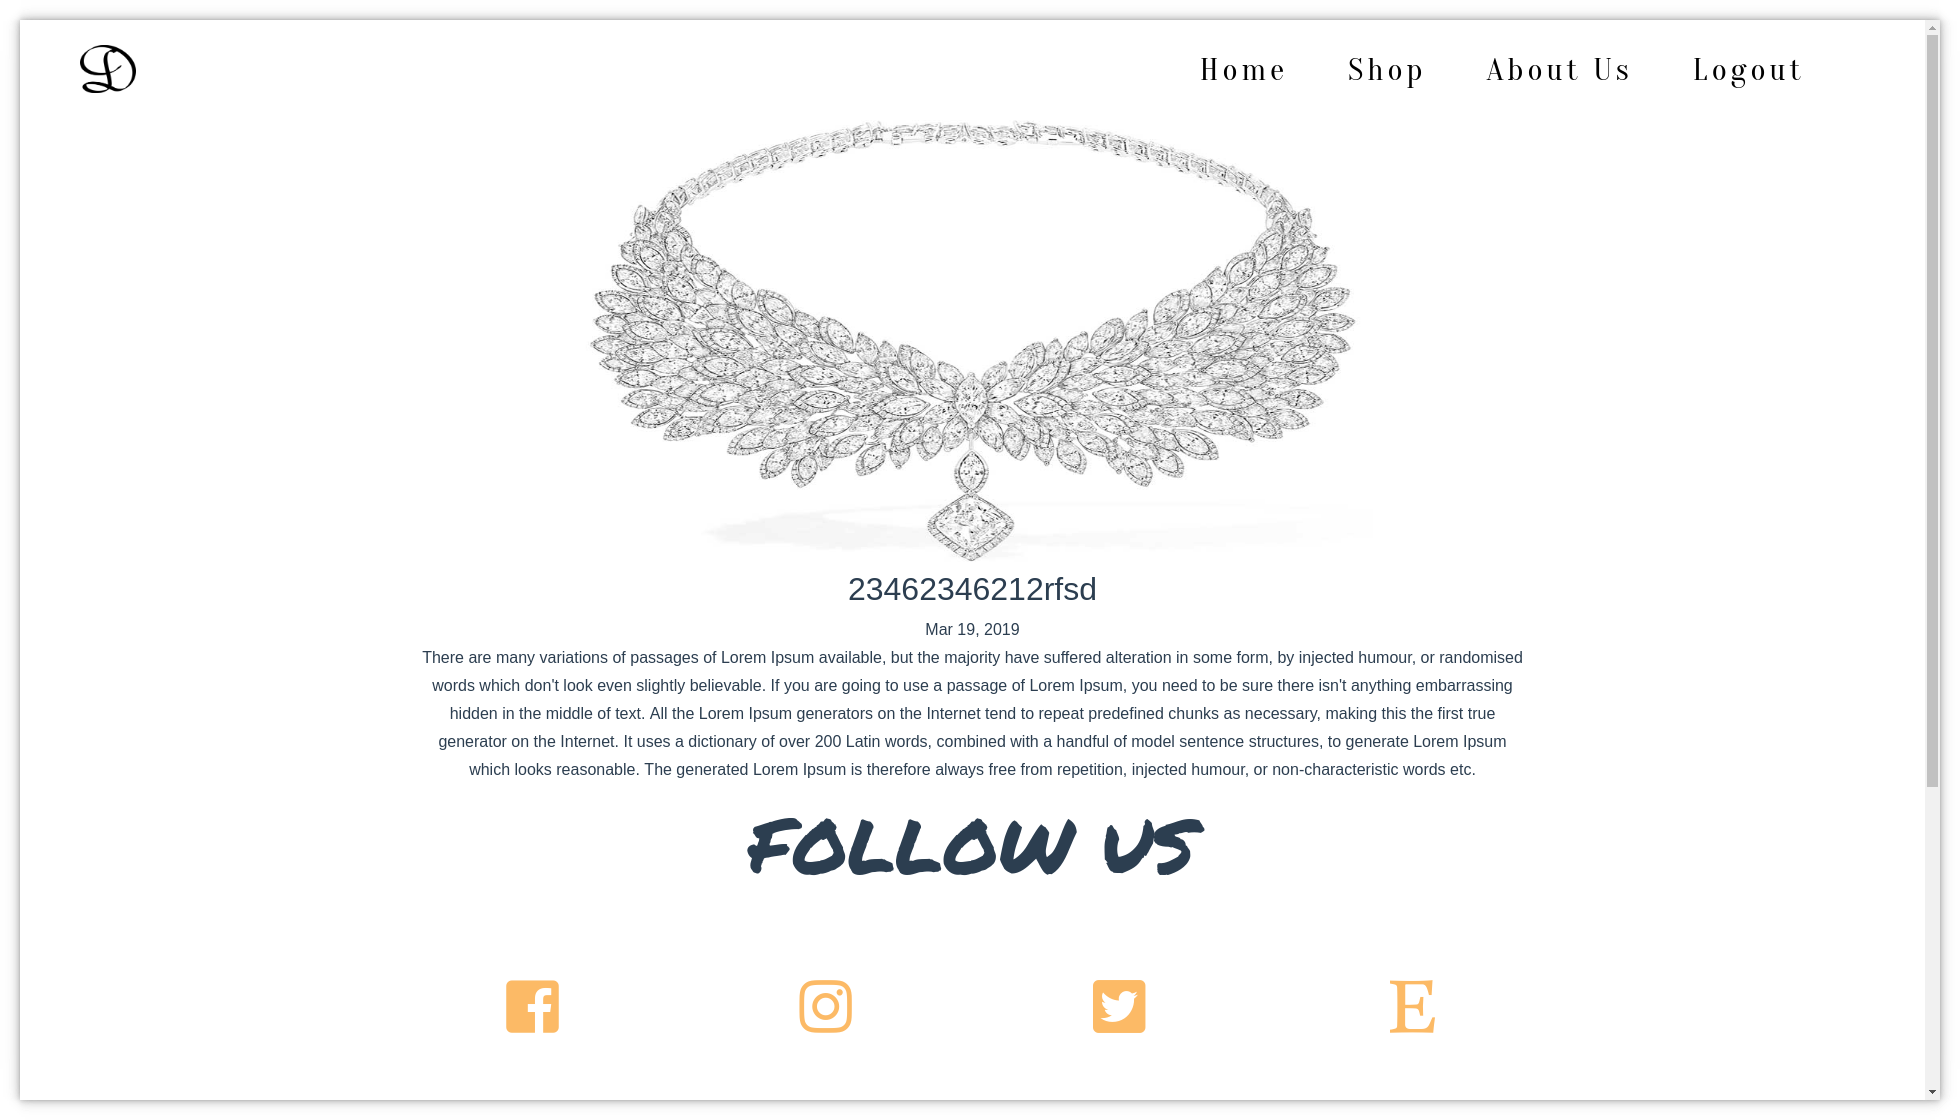 D
Home Shop About Us Logout
23462346212rfsd
Mar 19, 2019
There are many variations of passages of Lorem Ipsum available, but the majority have suffered alteration in some form, by injected humour, or randomised
words which don't look even slightly believable. If you are going to use a passage of Lorem Ipsum, you need to be sure there isn't anything embarrassing
hidden in the middle of text. All the Lorem Ipsum generators on the Internet tend to repeat predefined chunks as necessary, making this the first true
generator on the Internet. It uses a dictionary of over 200 Latin words, combined with a handful of model sentence structures, to generate Lorem Ipsum
which looks reasonable. The generated Lorem Ipsum is therefore always free from repetition, injected humour, or non-characteristic words etc.
FOLLOW US
E